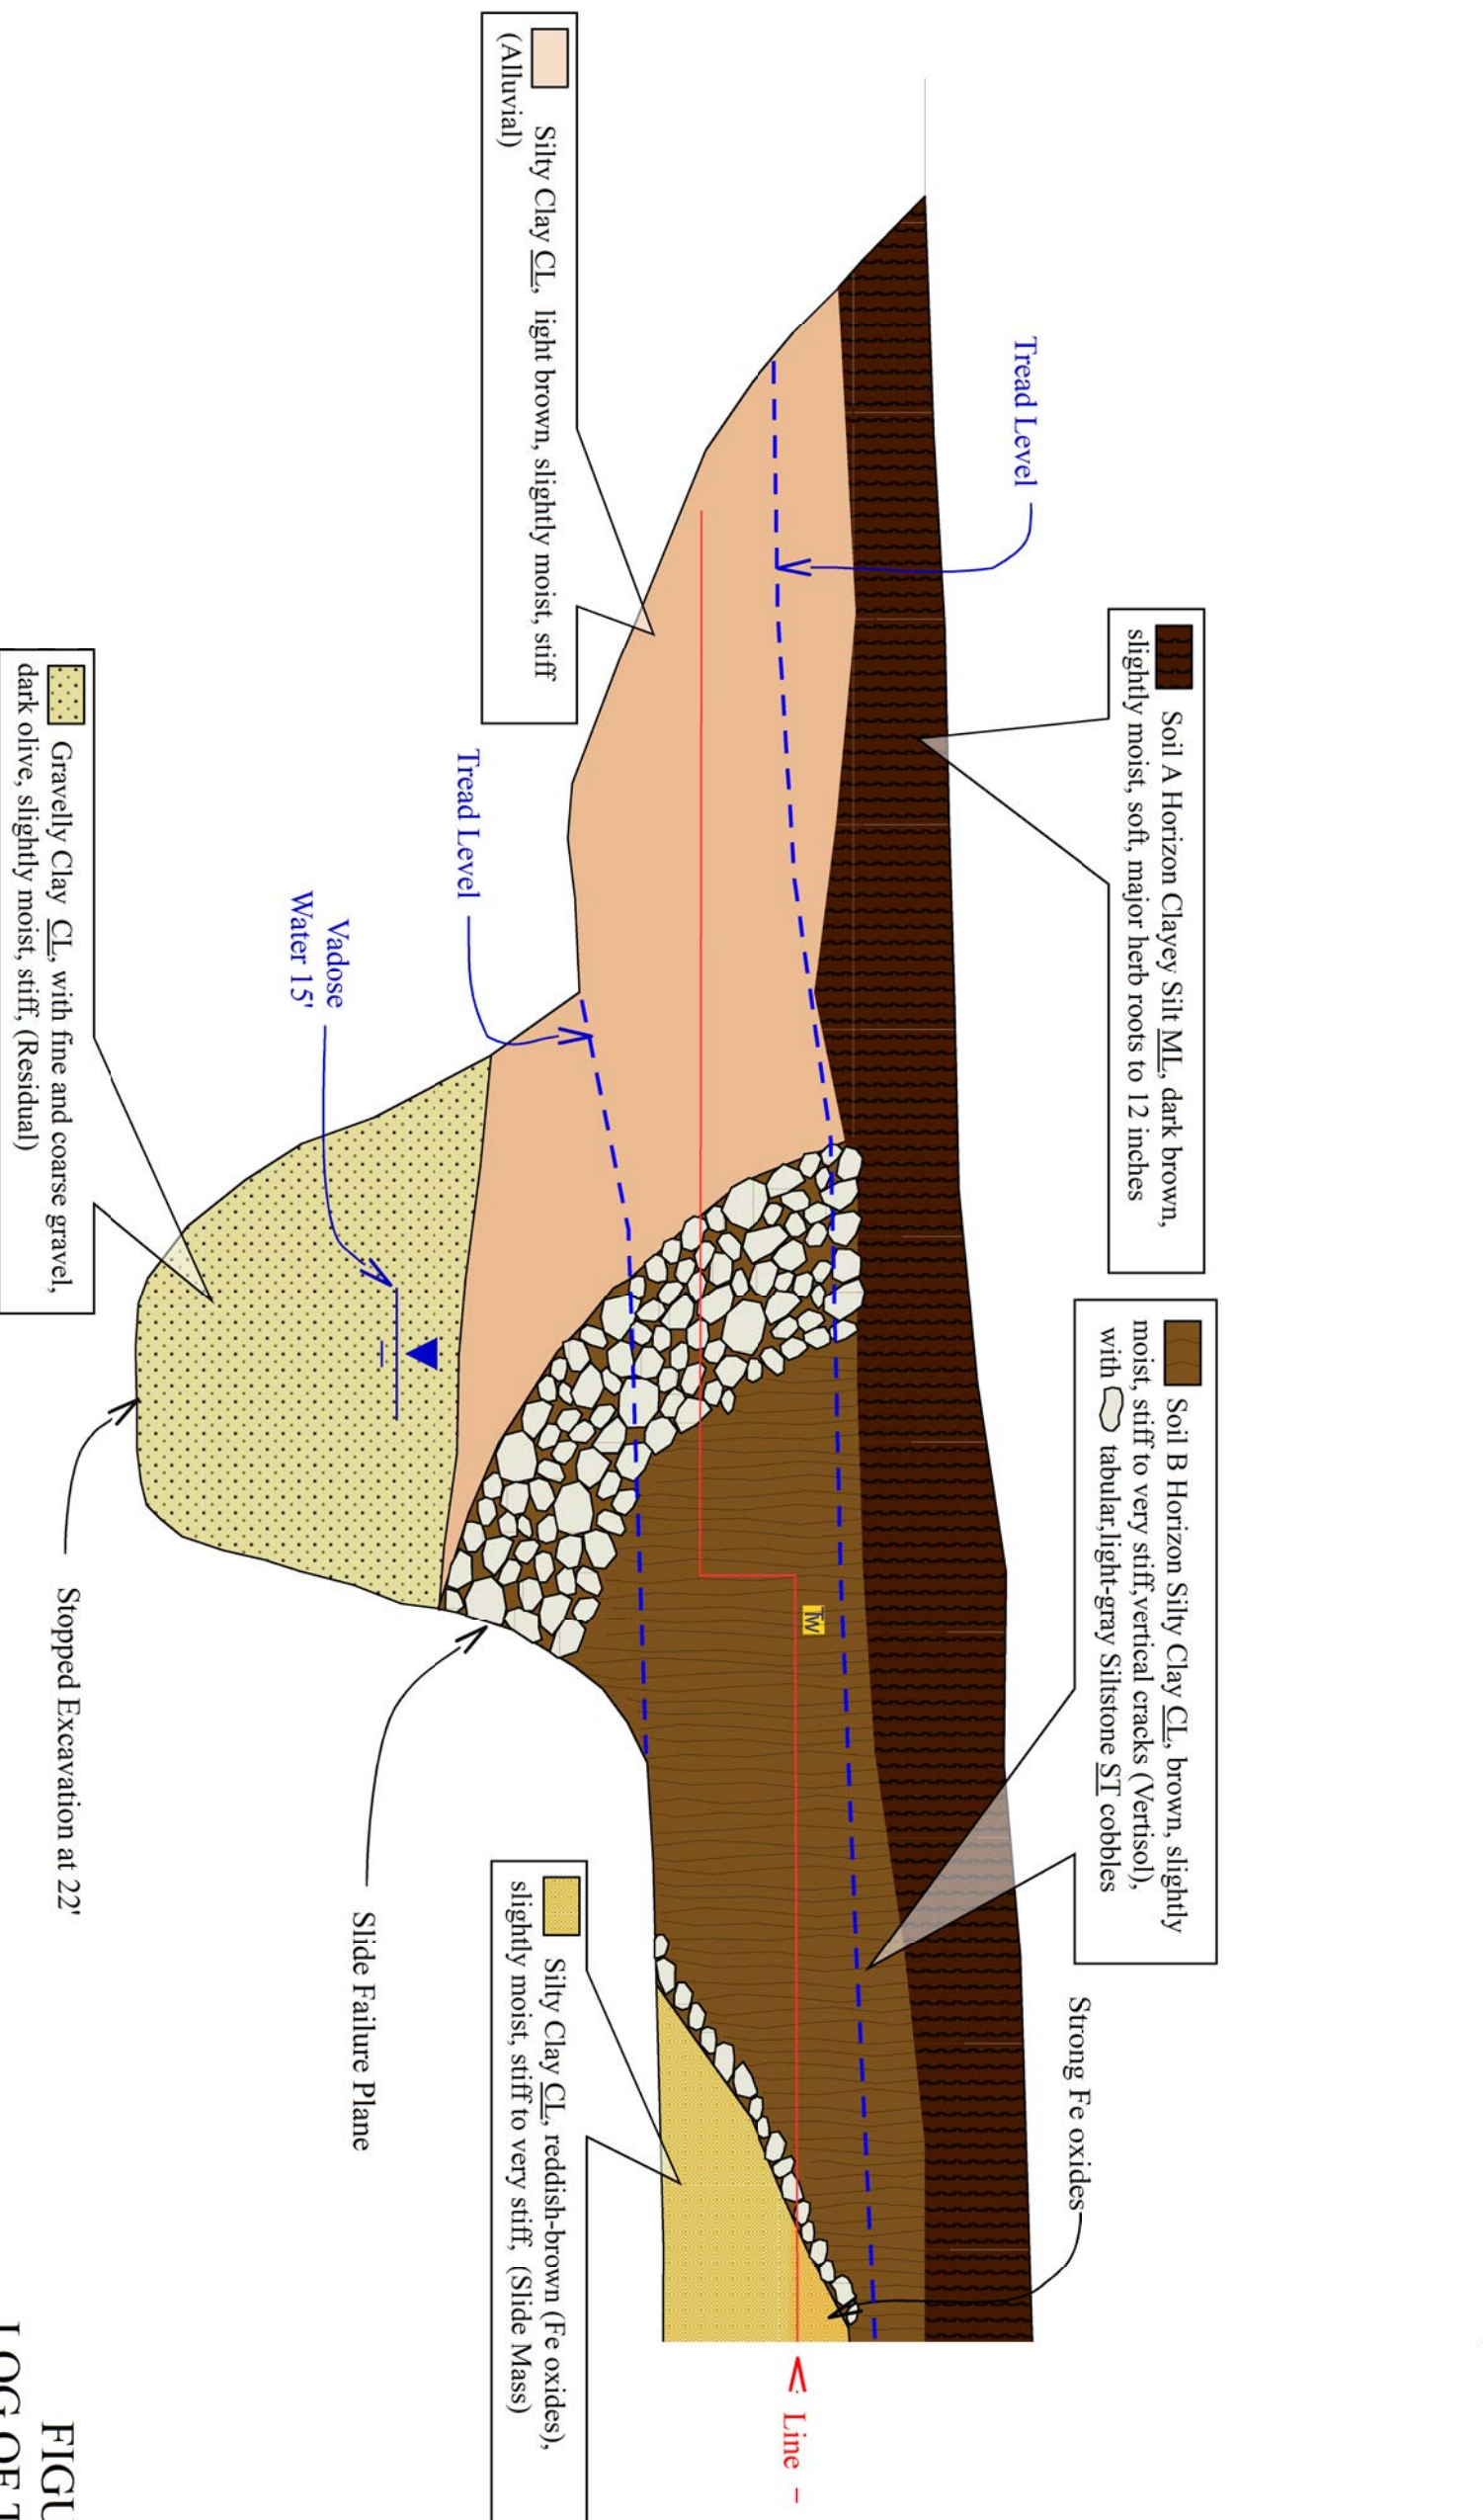 Tread Level
Soil A Horizon Clayey Silt ML, dark brown,
slightly moist, soft, major herb roots to 12 inches
Soil B Horizon Silty Clay CL, brown, slightly
moist, stiff to very stiff,vertical cracks (Vertisol),
with tabular,light-gray Siltstone ST cobbles
Strong Fe oxides
TW
< Line -
Silty Clay CL, light brown, slightly moist, stiff
(Alluvial)
Tread Level
Vadose
Water 15'
Gravelly Clay CL, with fine and coarse gravel,
dark olive, slightly moist, stiff, (Residual)
Stopped Excavation at 22'
Slide Failure Plane
Silty Clay CL, reddish-brown (Fe oxides),
slightly moist, stiff to very stiff, (Slide Mass)
FIGU
LOG OF T